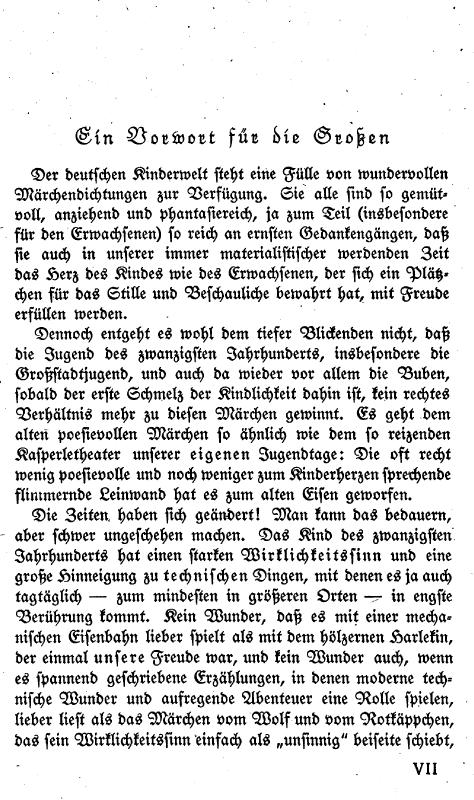 Ein Vorwort für die Großen
Der deutschen Kinderwelt steht eine Fülle von wundervollen
Märchendichtungen zur Verfügung. Sie alle sind so gemüt-
voll, anziehend und phantasiereich, ja zum Teil (insbesondere
für den Erwachsenen) so reich an ernsten Gedankengängen, daß
sie auch in unserer immer materialistischer werdenden Zeit
das Herz des Kindes wie des Erwachsenen, der sich ein Plätz-
chen für das Stille und Beschauliche bewahrt hat, mit Freude
erfüllen werden.
Dennoch entgeht es wohl dem tiefer Blickenden nicht, daß
die Jugend des zwanzigsten Jahrhunderts, insbesondere die
Großstadtjugend, und auch da wieder vor allem die Buben,
sobald der erste Schmelz der Kindlichkeit dahin ist, kein rechtes
Verhältnis mehr zu diesen Märchen gewinnt. Es geht dem
alten poesievollen Märchen so ähnlich wie dem so reizenden
Kasperletheater unserer eigenen Jugendtage: Die oft recht
wenig poesievolle und noch weniger zum Kinderherzen sprechende
flimmernde Leinwand hat es zum alten Eisen geworfen.
Die Zeiten haben sich geändert! Man kann das bedauern,
aber schwer ungeschehen machen. Das Kind des zwanzigsten
Jahrhunderts hat einen starken Wirklichkeitssinn und eine
große Hinneigung zu technischen Dingen, mit denen es ja auch
tagtäglich — zum mindesten in größeren Orten — in engste
Berührung kommt. Kein Wunder, daß es mit einer mecha-
nischen Eisenbahn lieber spielt als mit dem hölzernen Harlekin,
der einmal unsere Freude war, und kein Wunder auch, wenn
es spannend geschriebene Erzählungen, in denen moderne tech-
nische Wunder und aufregende Abenteuer eine Rolle spielen,
lieber liest als das Märchen vom Wolf und vom Rotkäppchen,
das sein Wirklichkeitssinn einfach als „unsinnig“ beiseite schiebt,
VII